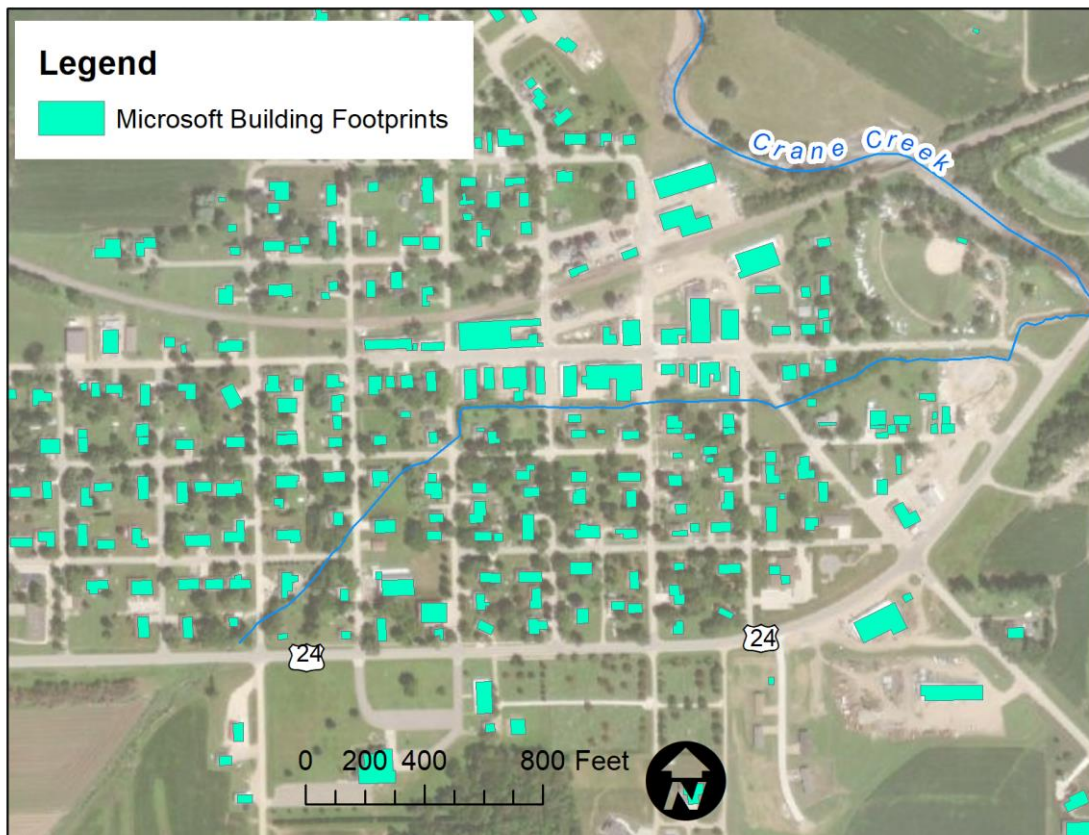 Legend
Microsoft Building Footprints
Crane Creek
24
24
0 200 400 800 Feet
N